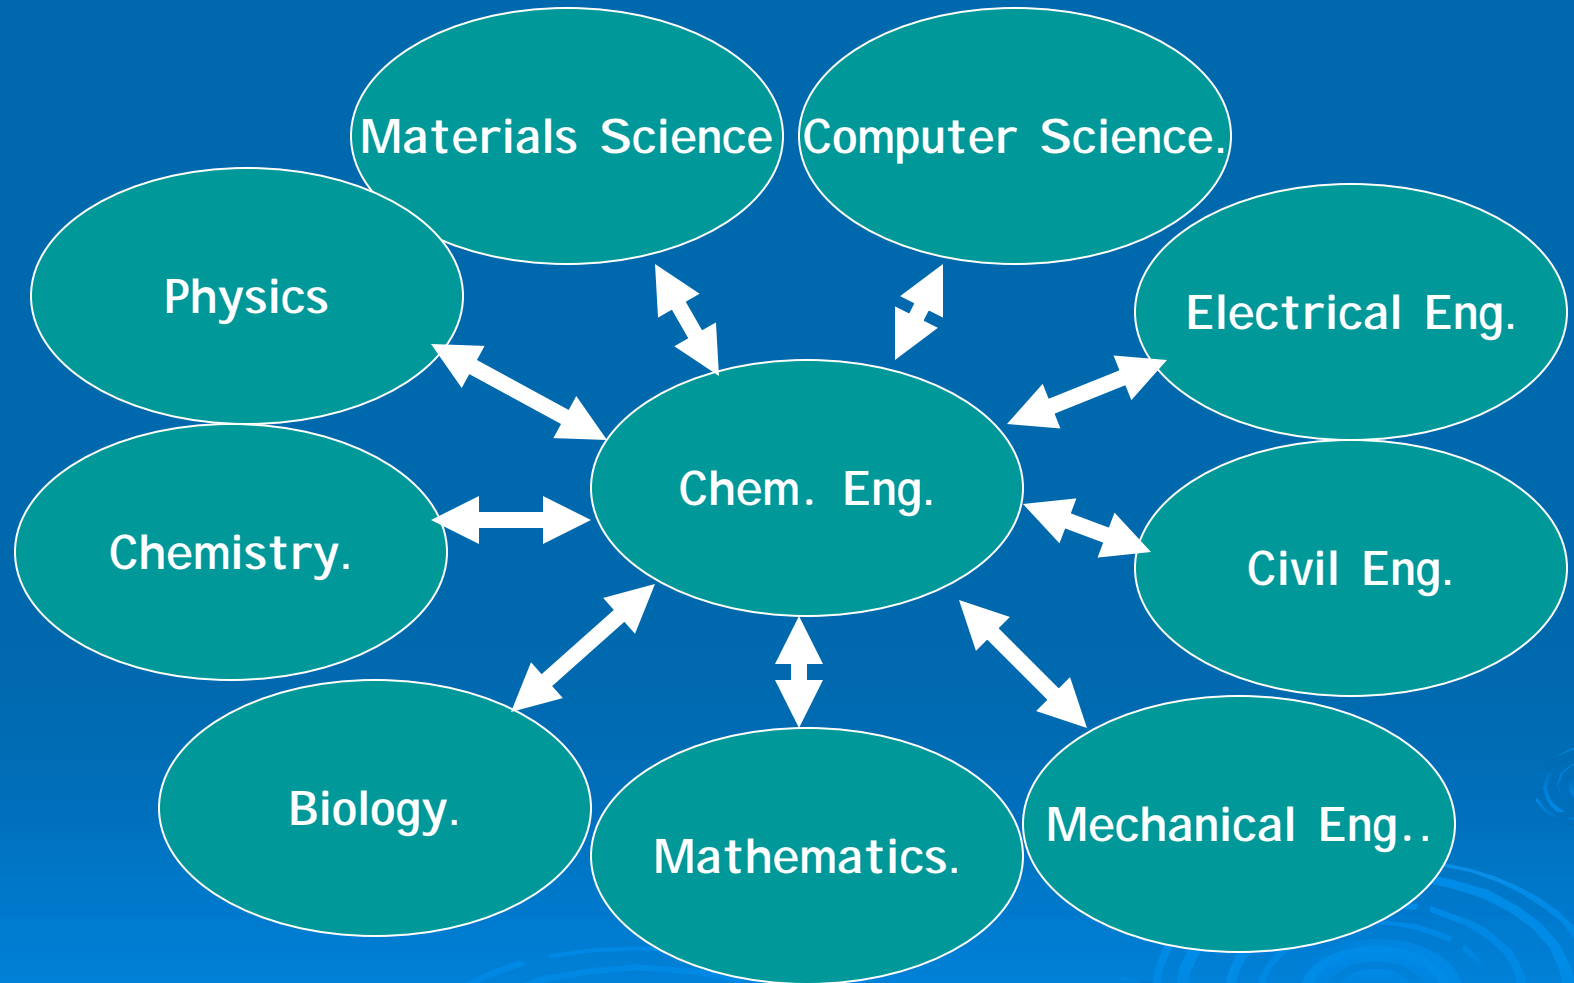 Materials Science
Computer Science.
Physics
Electrical Eng.
Chem. Eng.
Chemistry.
Civil Eng.
Biology.
Mathematics.
Mechanical Eng..